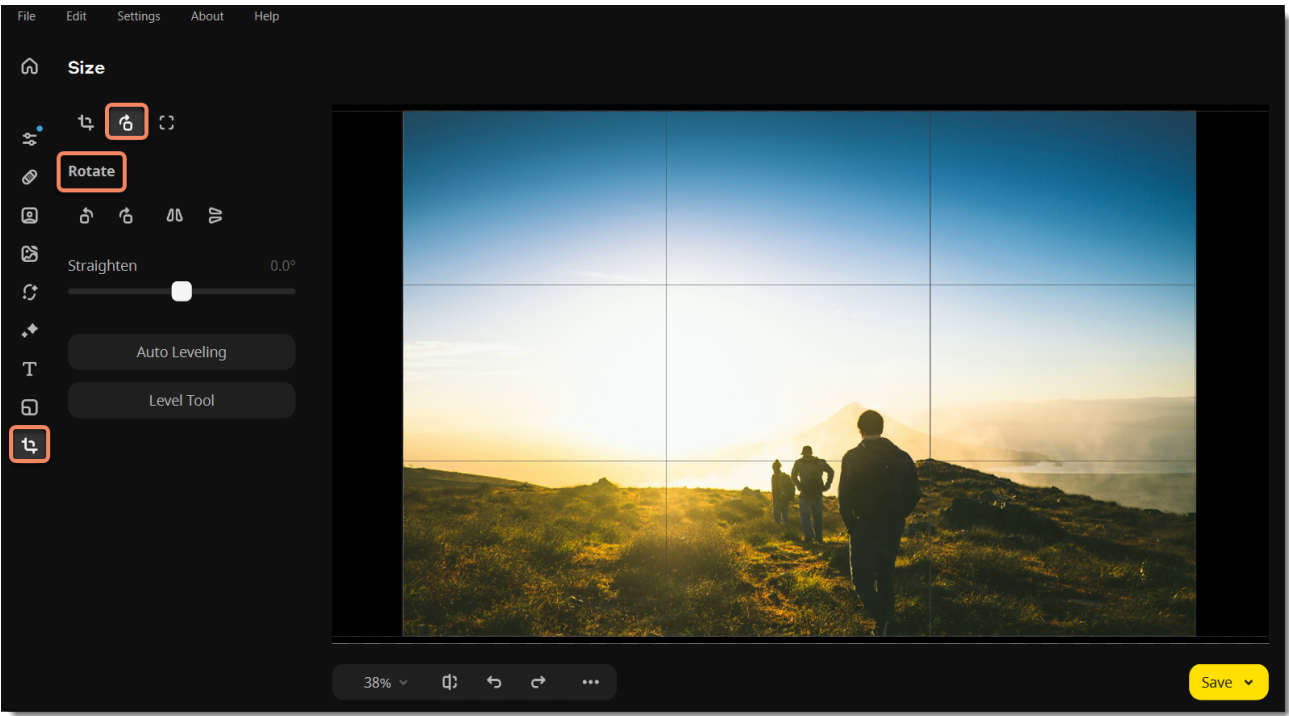 File Edit Settings About Help
Size
Rotate
Straighten 0.0°
Auto Leveling
Level Tool
T
38%
Save